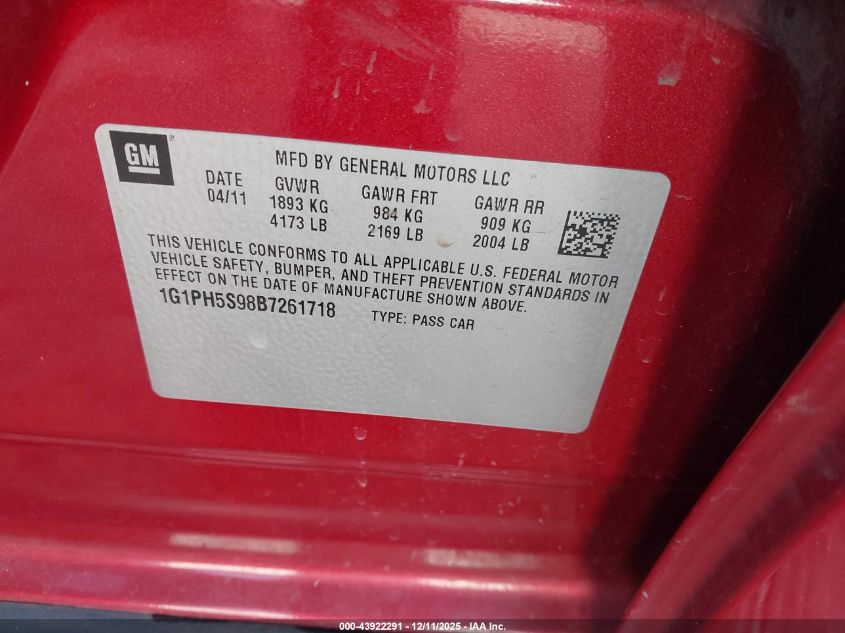 GM
MFD BY GENERAL MOTORS LLC
DATE GVWR GAWR FRT GAWR RR
04/11 1893 KG 984 KG 909 KG
4173 LB 2169 LB 2004 LB
THIS VEHICLE CONFORMS TO ALL APPLICABLE U.S. FEDERAL MOTOR
VEHICLE SAFETY, BUMPER, AND THEFT PREVENTION STANDARDS IN
EFFECT ON THE DATE OF MANUFACTURE SHOWN ABOVE.
1G1PH5S98B7261718 TYPE: PASS CAR
000-43922291 - 12/11/2025 - IAA Inc.